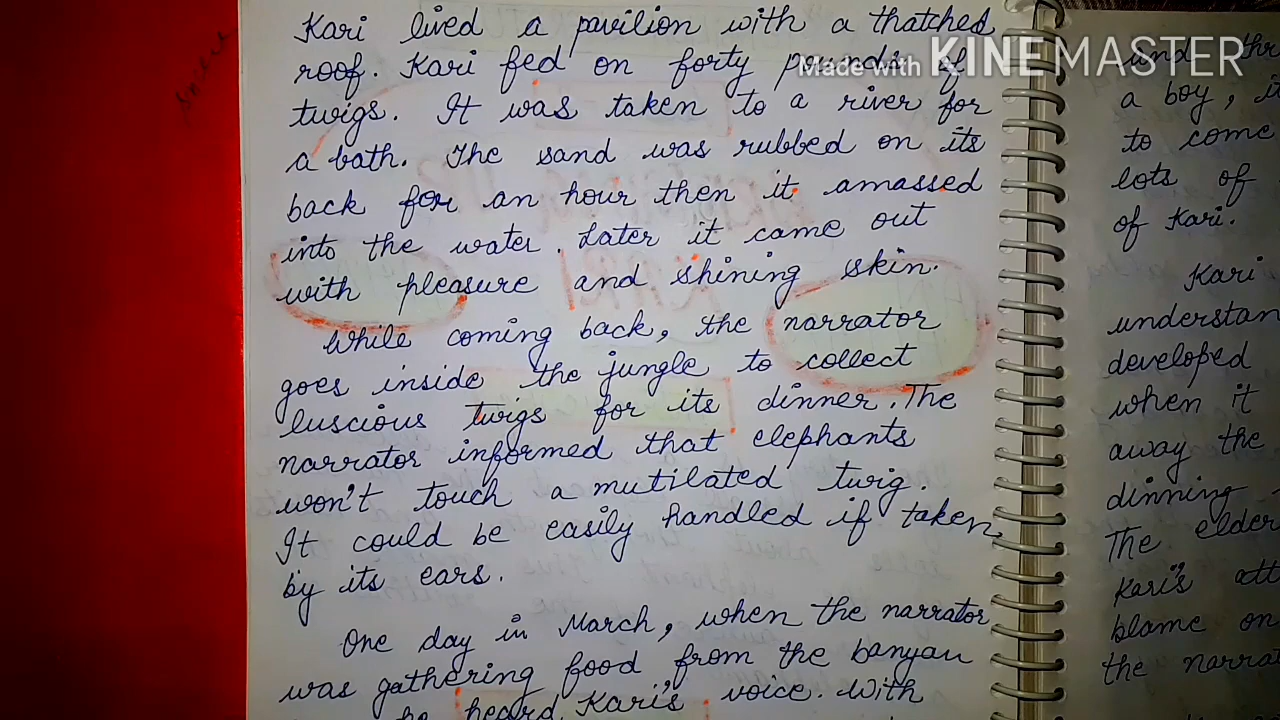 Kari lived a pavilion with a thatched
roof. Kari fed on forty pounds of
twigs. It was taken to a river for
a bath. The sand was rubbed on its
back for an hour then it amassed
into the water. Later it came out
with pleasure and shining skin.
While coming back, the narrator
goes inside the jungle to collect
luscious twigs for its dinner. The
narrator informed that elephants
won't touch a mutilated twig.
It could be easily handled if taken
by its ears.
One day in March, when the narrator
was gathering food from the banyan
he heard Kari's voice. With
Made with KINEMASTER
and
a boy,
to come
lots of
of Kari.
Kari
developed
when it
away the
dinning
The
Kari's
blame on
the